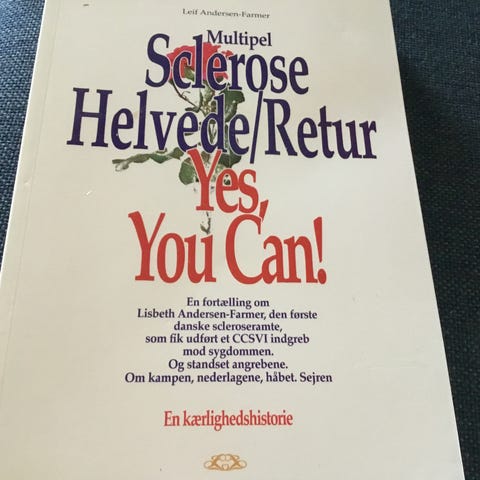 Leif Andersen-Farmer
Multipel
Sclerose
Helvede/Retur
Yes,
You Can!
En fortælling om
Lisbeth Andersen-Farmer, den første
danske scleroseramte,
som fik udført et CCSVI indgreb
mod sygdommen.
Og standset angrebene.
Om kampen, nederlagene, håbet. Sejren
En kærlighedshistorie